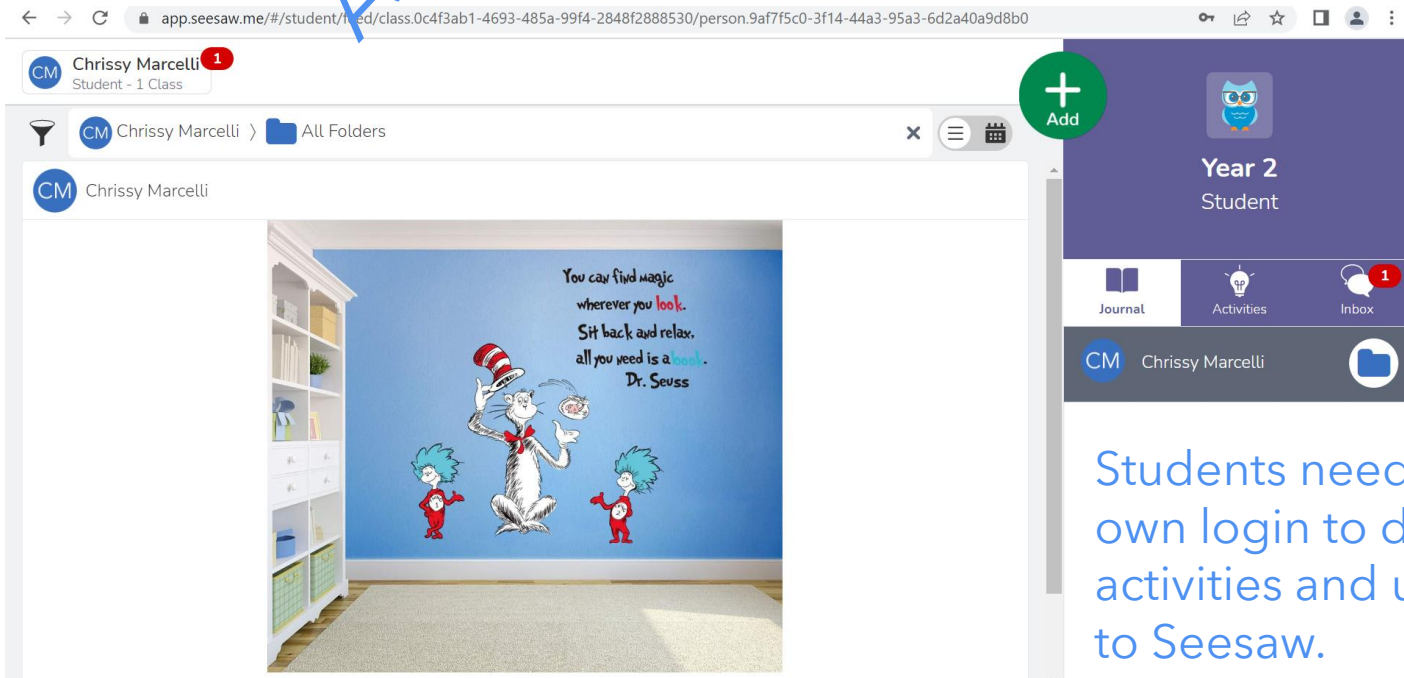 app.seesaw.me/#/student/feed/class.0c4f3ab1-4693-485a-99f4-2848f2888530/person.9af7f5c0-3f14-44a3-95a3-6d2a40a9d8b0
CM Chrissy Marcelli 1
Student - 1 Class
Add
CM Chrissy Marcelli 〉 All Folders
CM Chrissy Marcelli
You can find magic
wherever you look.
Sit back and relax,
all you need is a book.
Dr. Seuss
Year 2
Student
Journal
Activities
Inbox 1
CM Chrissy Marcelli
Students need
own login to
activities and
to Seesaw.